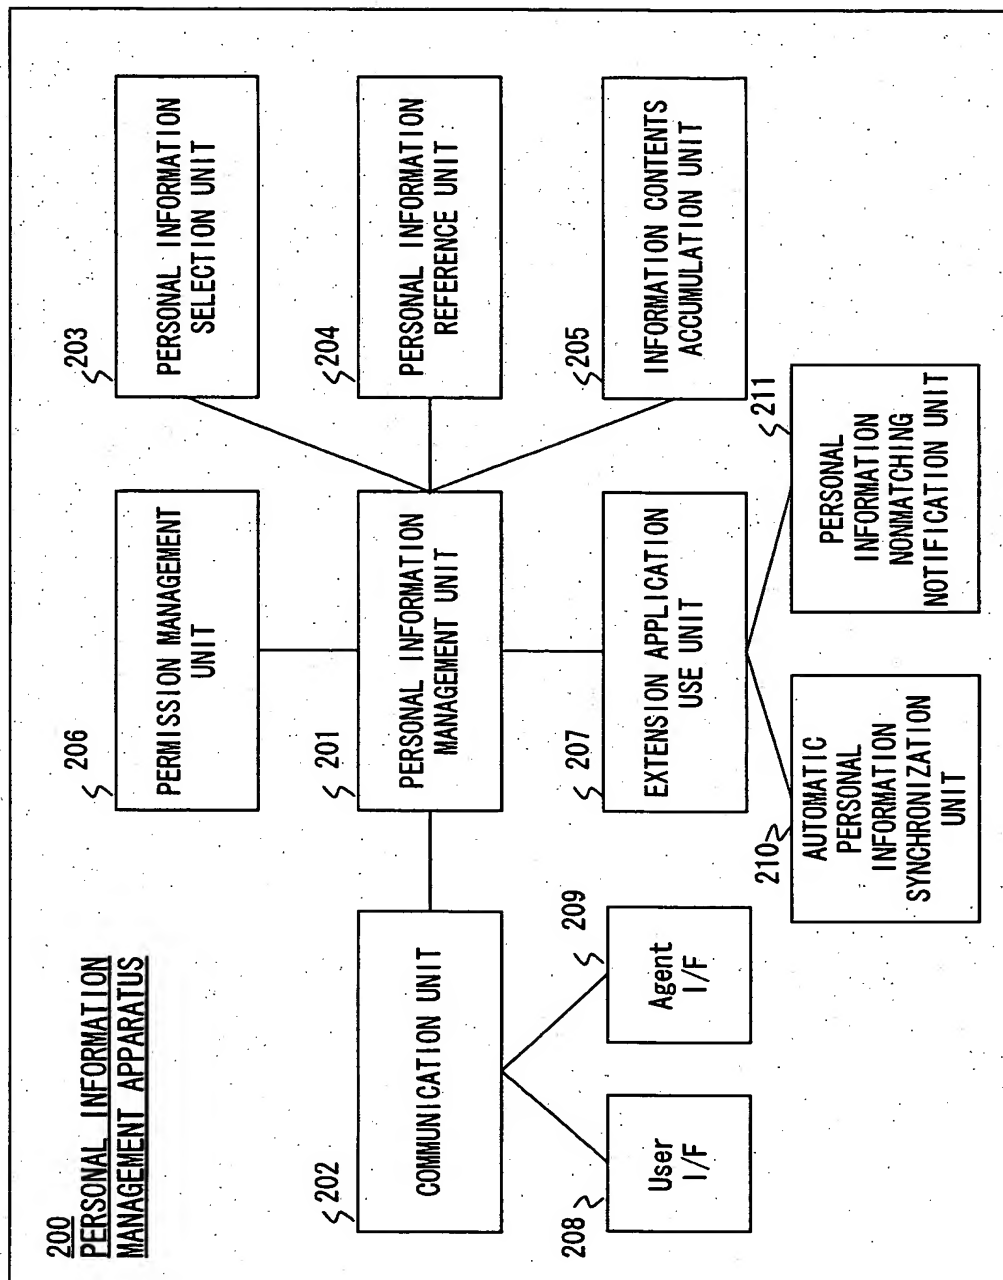 200
PERSONAL INFORMATION
MANAGEMENT APPARATUS
206
PERMISSION MANAGEMENT
UNIT
203
PERSONAL INFORMATION
SELECTION UNIT
202
COMMUNICATION UNIT
201
PERSONAL INFORMATION
MANAGEMENT UNIT
204
PERSONAL INFORMATION
REFERENCE UNIT
208
User
I/F
209
Agent
I/F
207
EXTENSION APPLICATION
USE UNIT
205
INFORMATION CONTENTS
ACCUMULATION UNIT
210
AUTOMATIC
PERSONAL
INFORMATION
SYNCHRONIZATION
UNIT
211
PERSONAL
INFORMATION
NONMATCHING
NOTIFICATION UNIT